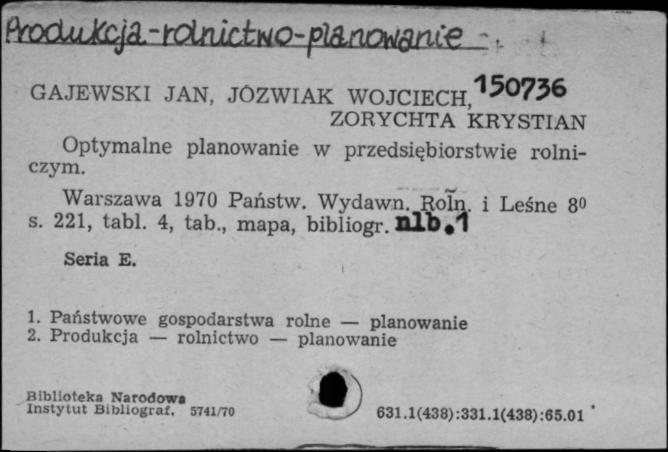 Produkcja-rolnictwo-planowanie
GAJEWSKI JAN, JÓZWIAK WOJCIECH, 150736
ZORYCHTA KRYSTIAN
Optymalne planowanie w przedsiębiorstwie rolni-
czym.
Warszawa 1970 Państw. Wydawn. Roln. i Leśne 8⁰
s. 221, tabl. 4, tab., mapa, bibliogr. nlb.1
Seria E.
1. Państwowe gospodarstwa rolne — planowanie
2. Produkcja — rolnictwo — planowanie
Biblioteka Narodowa
Instytut Bibliograf. 5741/70
631.1(438):331.1(438):65.01